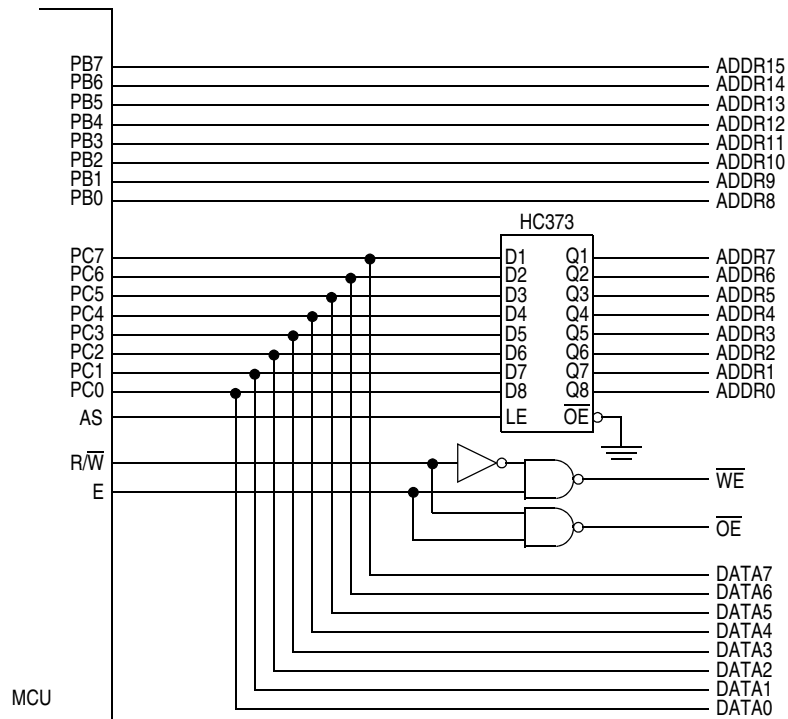 PB7 ADDR15
PB6 ADDR14
PB5 ADDR13
PB4 ADDR12
PB3 ADDR11
PB2 ADDR10
PB1 ADDR9
PB0 ADDR8
HC373
PC7 D1 Q1 ADDR7
PC6 D2 Q2 ADDR6
PC5 D3 Q3 ADDR5
PC4 D4 Q4 ADDR4
PC3 D5 Q5 ADDR3
PC2 D6 Q6 ADDR2
PC1 D7 Q7 ADDR1
PC0 D8 Q8 ADDR0
AS LE O̅E̅
R/W̅ W̅E̅
E
O̅E̅
DATA7
DATA6
DATA5
DATA4
DATA3
DATA2
DATA1
MCU DATA0